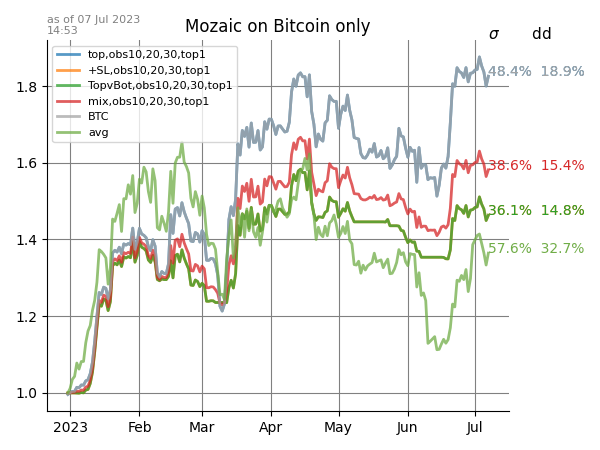 as of 07 Jul 2023
14:53
Mozaic on Bitcoin only
σ dd
top,obs10,20,30,top1
+SL,obs10,20,30,top1
TopvBot,obs10,20,30,top1
mix,obs10,20,30,top1
BTC
avg
48.4% 18.9%
38.6% 15.4%
36.1% 14.8%
57.6% 32.7%
1.8
1.6
1.4
1.2
1.0
2023 Feb Mar Apr May Jun Jul